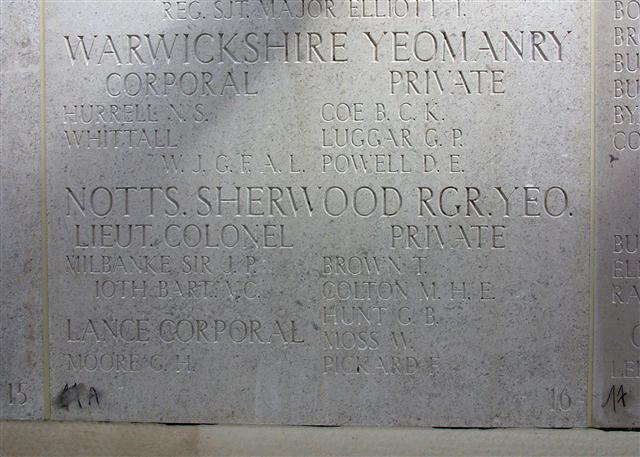 REG. SJT. MAJOR ELLIOTT T.
WARWICKSHIRE YEOMANRY
CORPORAL
HURRELL N. S.
WHITTALL
W. J. G. F. A. L.
PRIVATE
COE B. C. K.
LUGGAR G. P.
POWELL D. E.
NOTTS. SHERWOOD RGR. YEO.
LIEUT. COLONEL
MILBANKE SIR J. P.
10TH BART. V.C.
LANCE CORPORAL
MOORE G. H.
PRIVATE
BROWN T.
COLTON M. H. E.
HUNT G. B.
MOSS W.
PICKARD F.
15
16
17